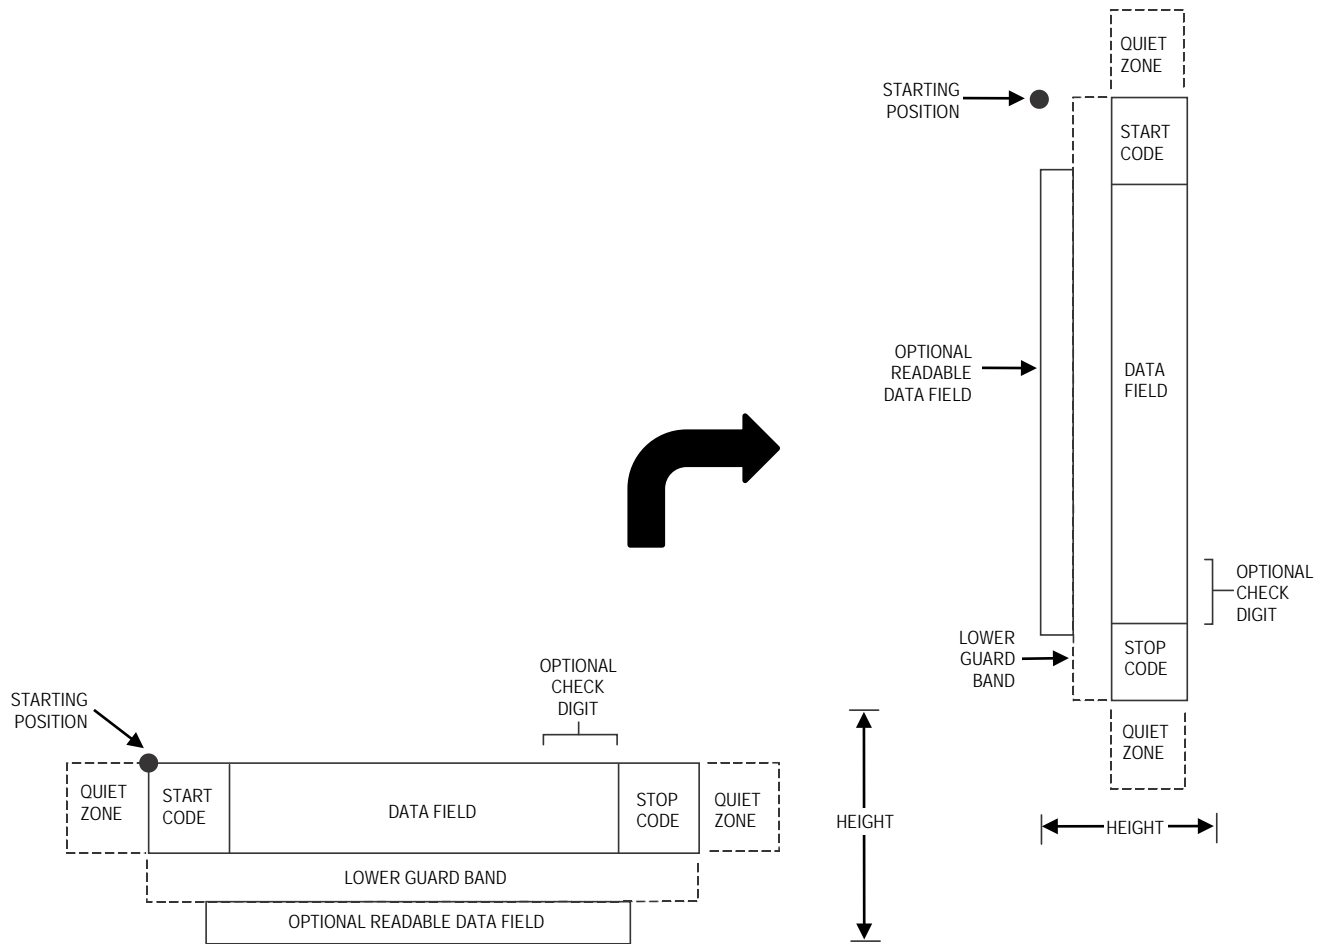 QUIET
ZONE
STARTING
POSITION
START
CODE
OPTIONAL
READABLE
DATA FIELD
DATA
FIELD
OPTIONAL
CHECK
DIGIT
LOWER
GUARD
BAND
STOP
CODE
QUIET
ZONE
HEIGHT
OPTIONAL
CHECK
DIGIT
STARTING
POSITION
QUIET
ZONE
START
CODE
DATA FIELD
STOP
CODE
QUIET
ZONE
HEIGHT
LOWER GUARD BAND
OPTIONAL READABLE DATA FIELD